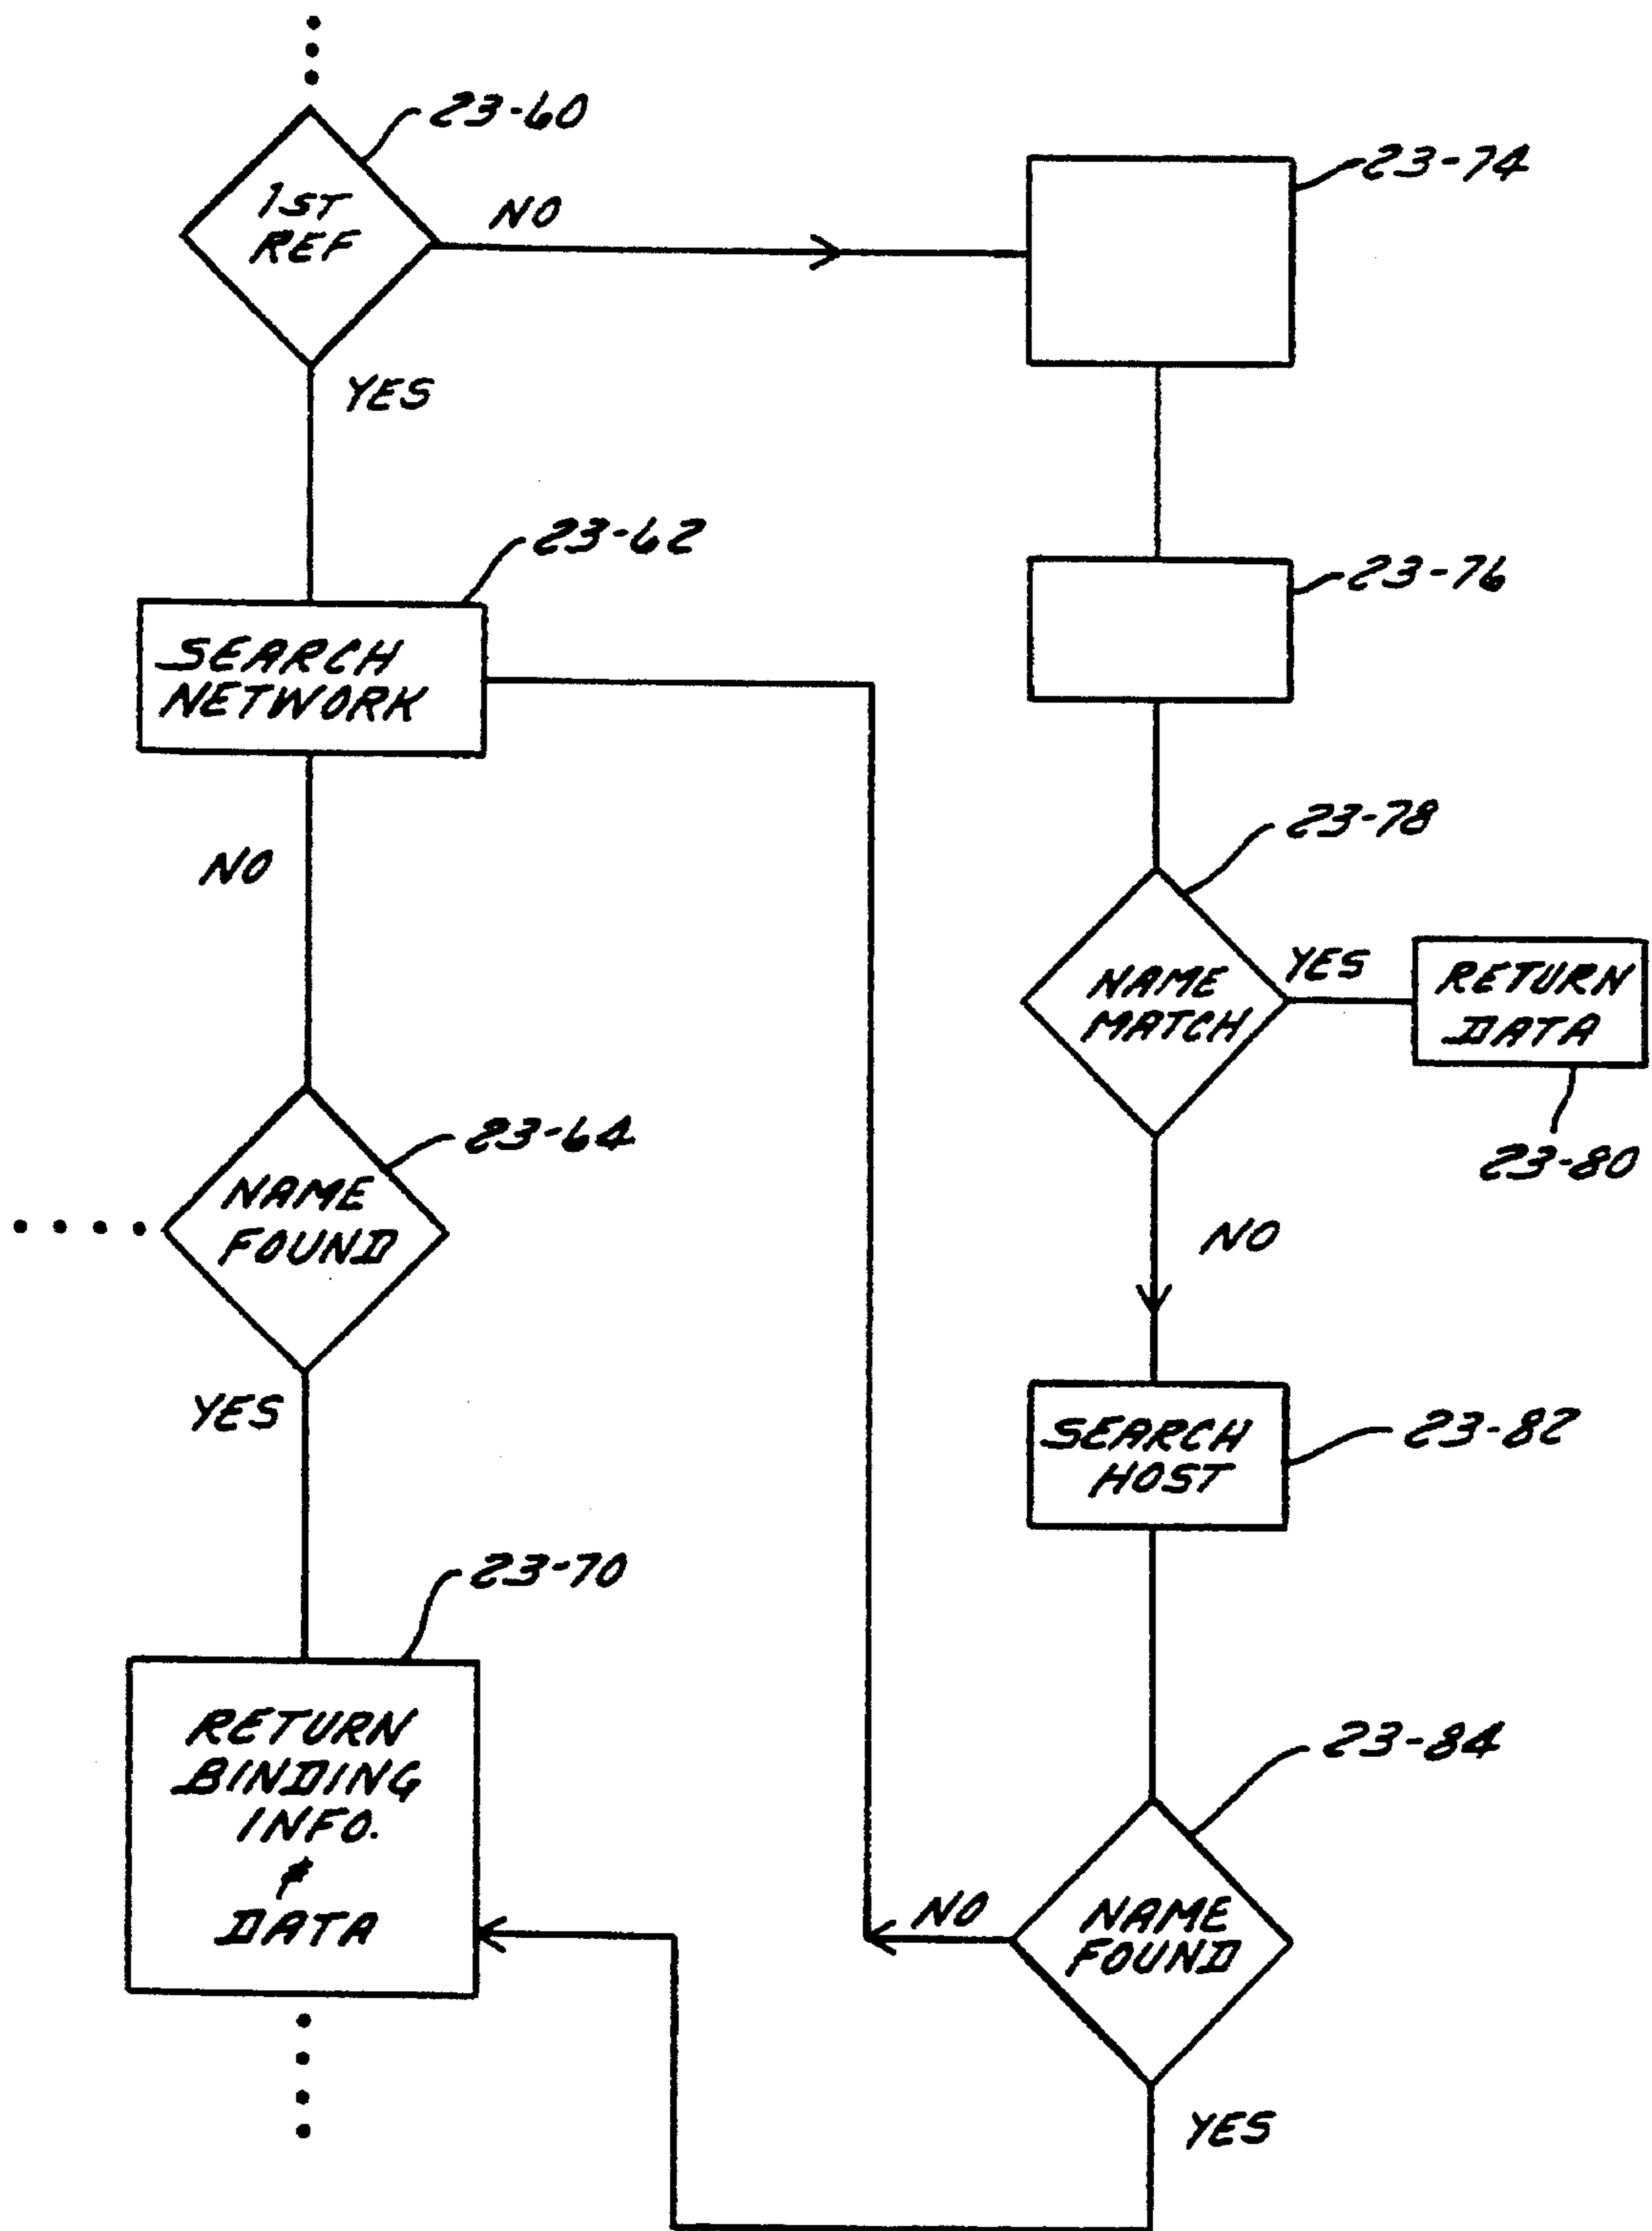 23-60
1ST
REF
NO
23-74
YES
23-62
SEARCH
NETWORK
23-76
NO
23-78
NAME
MATCH
YES
RETURN
DATA
23-80
23-64
NAME
FOUND
NO
YES
SEARCH
HOST
23-82
23-70
RETURN
BINDING
INFO.
&
DATA
23-84
NO
NAME
FOUND
YES